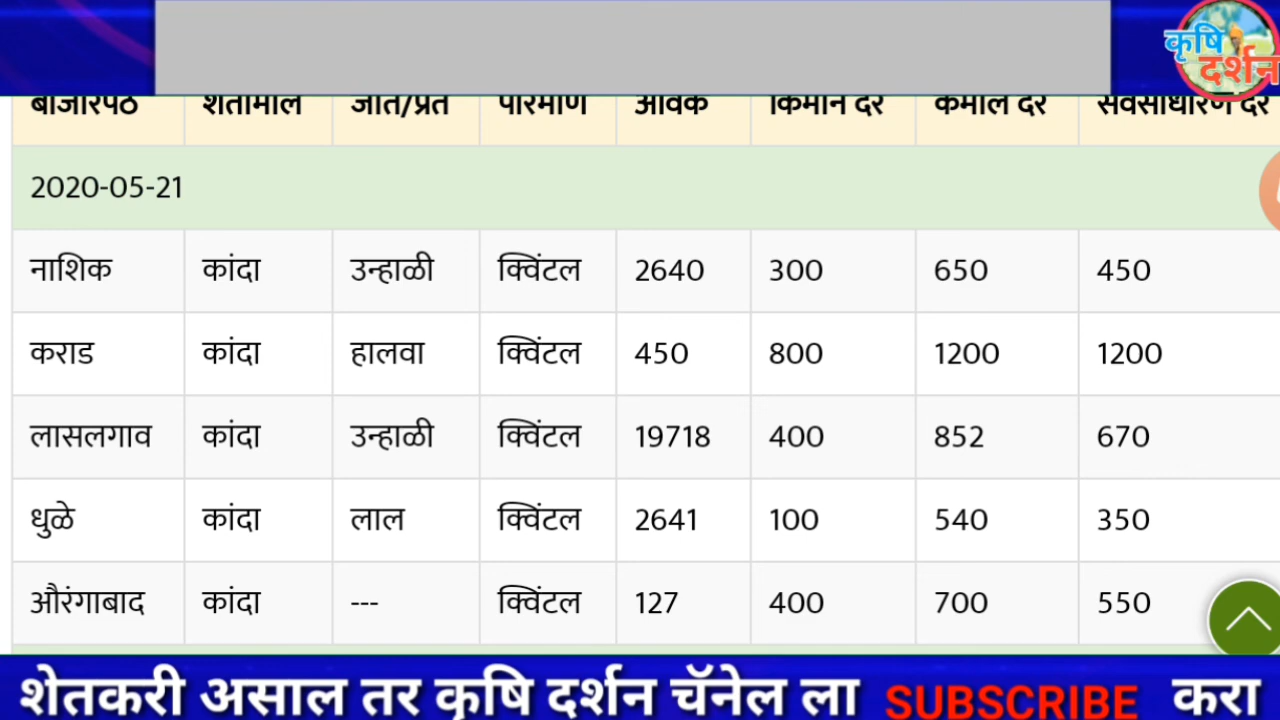 कृषि
दर्शन
बाजारपेठ शेतीमाल जात/प्रत परिमाण आवक किमान दर कमाल दर सर्वसाधारण दर
2020-05-21
नाशिक कांदा उन्हाळी क्विंटल 2640 300 650 450
कराड कांदा हालवा क्विंटल 450 800 1200 1200
लासलगाव कांदा उन्हाळी क्विंटल 19718 400 852 670
धुळे कांदा लाल क्विंटल 2641 100 540 350
औरंगाबाद कांदा --- क्विंटल 127 400 700 550
शेतकरी असाल तर कृषि दर्शन चॅनेल ला SUBSCRIBE करा